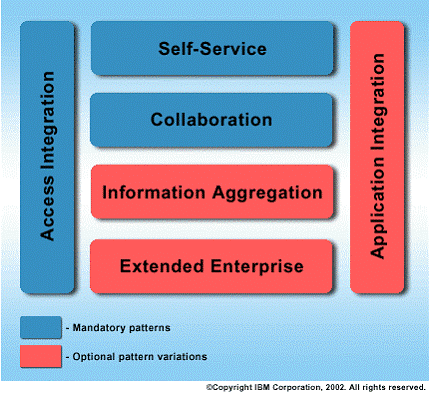 Access Integration
Self-Service
Collaboration
Information Aggregation
Extended Enterprise
Application Integration
- Mandatory patterns
- Optional pattern variations
©Copyright IBM Corporation, 2002. All rights reserved.